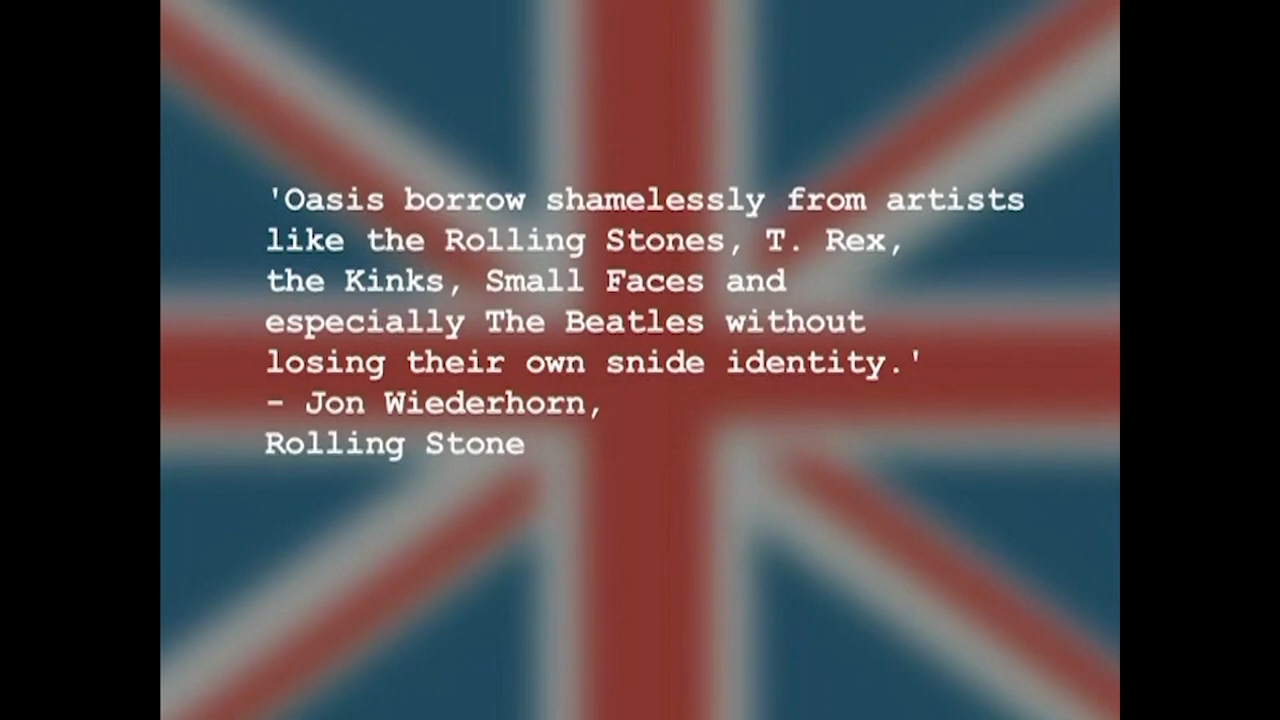 'Oasis borrow shamelessly from artists
like the Rolling Stones, T. Rex,
the Kinks, Small Faces and
especially The Beatles without
losing their own snide identity.'
- Jon Wiederhorn,
Rolling Stone